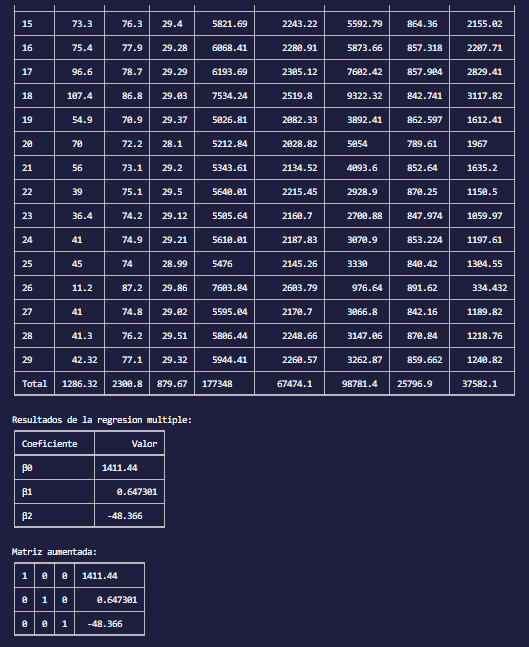 15 73.3 76.3 29.4 5821.69 2243.22 5592.79 864.36 2155.02
16 75.4 77.9 29.28 6068.41 2280.91 5873.66 857.318 2207.71
17 96.6 78.7 29.29 6193.69 2305.12 7602.42 857.904 2829.41
18 107.4 86.8 29.03 7534.24 2519.8 9322.32 842.741 3117.82
19 54.9 70.9 29.37 5026.81 2082.33 3892.41 862.597 1612.41
20 70 72.2 28.1 5212.84 2028.82 5054 789.61 1967
21 56 73.1 29.2 5343.61 2134.52 4093.6 852.64 1635.2
22 39 75.1 29.5 5640.01 2215.45 2928.9 870.25 1150.5
23 36.4 74.2 29.12 5505.64 2160.7 2700.88 847.974 1059.97
24 41 74.9 29.21 5610.01 2187.83 3070.9 853.224 1197.61
25 45 74 28.99 5476 2145.26 3330 840.42 1304.55
26 11.2 87.2 29.86 7603.84 2603.79 976.64 891.62 334.432
27 41 74.8 29.02 5595.04 2170.7 3066.8 842.16 1189.82
28 41.3 76.2 29.51 5806.44 2248.66 3147.06 870.84 1218.76
29 42.32 77.1 29.32 5944.41 2260.57 3262.87 859.662 1240.82
Total 1286.32 2300.8 879.67 177348 67474.1 98781.4 25796.9 37582.1
Resultados de la regresion multiple:
Coeficiente Valor
β0 1411.44
β1 0.647301
β2 -48.366
Matriz aumentada:
1 0 0 1411.44
0 1 0 0.647301
0 0 1 -48.366